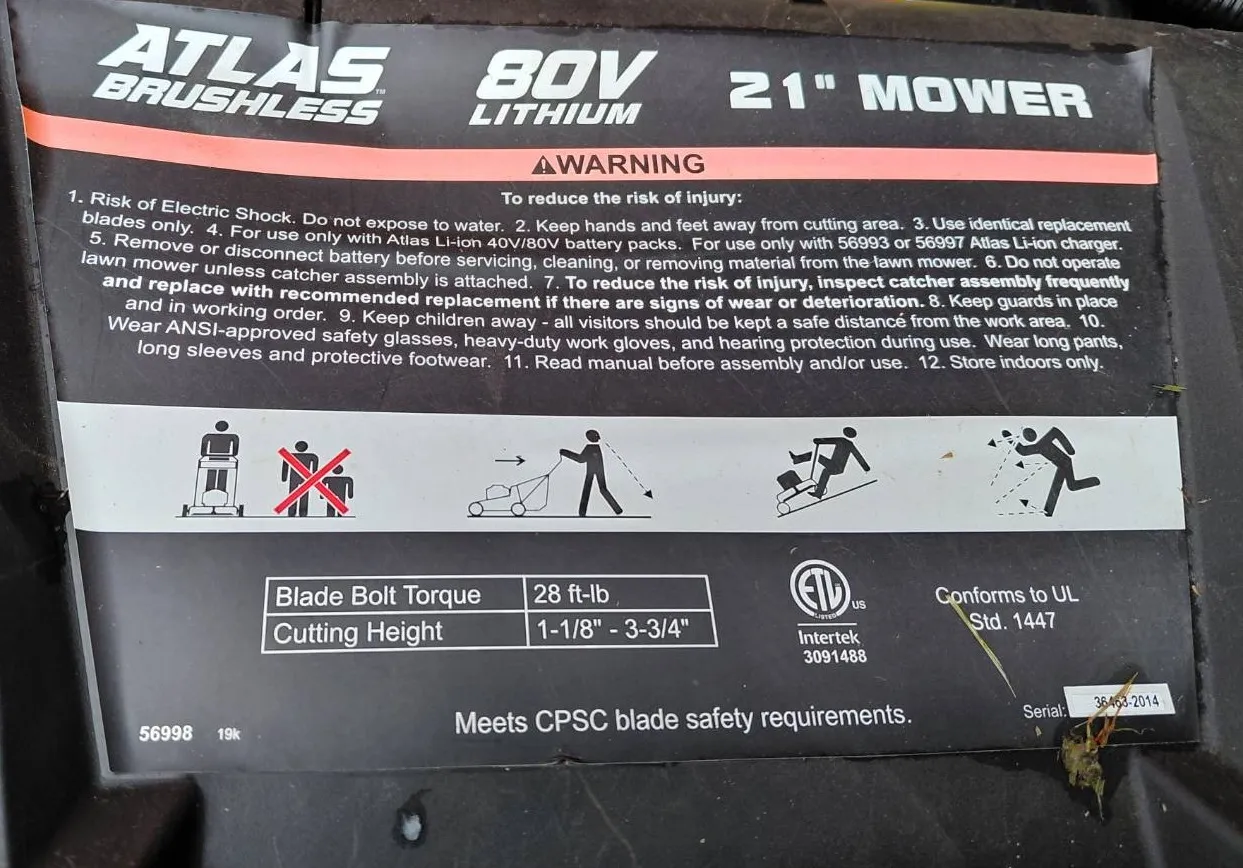 ATLAS™ 80V 21" MOWER
BRUSHLESS LITHIUM
⚠WARNING
To reduce the risk of injury:
1. Risk of Electric Shock. Do not expose to water. 2. Keep hands and feet away from cutting area. 3. Use identical replacement
blades only. 4. For use only with Atlas Li-ion 40V/80V battery packs. For use only with 56993 or 56997 Atlas Li-ion charger.
5. Remove or disconnect battery before servicing, cleaning, or removing material from the lawn mower. 6. Do not operate
lawn mower unless catcher assembly is attached. 7. To reduce the risk of injury, inspect catcher assembly frequently
and replace with recommended replacement if there are signs of wear or deterioration. 8. Keep guards in place
and in working order. 9. Keep children away - all visitors should be kept a safe distance from the work area. 10.
Wear ANSI-approved safety glasses, heavy-duty work gloves, and hearing protection during use. Wear long pants,
long sleeves and protective footwear. 11. Read manual before assembly and/or use. 12. Store indoors only.
Blade Bolt Torque 28 ft-lb
Cutting Height 1-1/8" - 3-3/4"
ETL US
LISTED
Intertek
3091488
Conforms to UL
Std. 1447
Meets CPSC blade safety requirements.
Serial:
56998 19k